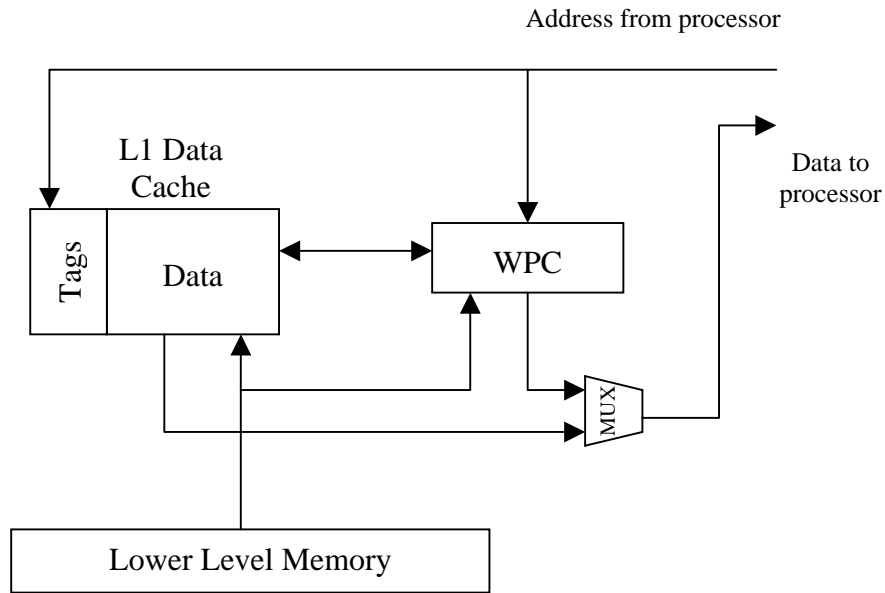 Address from processor
L1 Data
Cache
Data to
processor
Tags
Data
WPC
MUX
Lower Level Memory